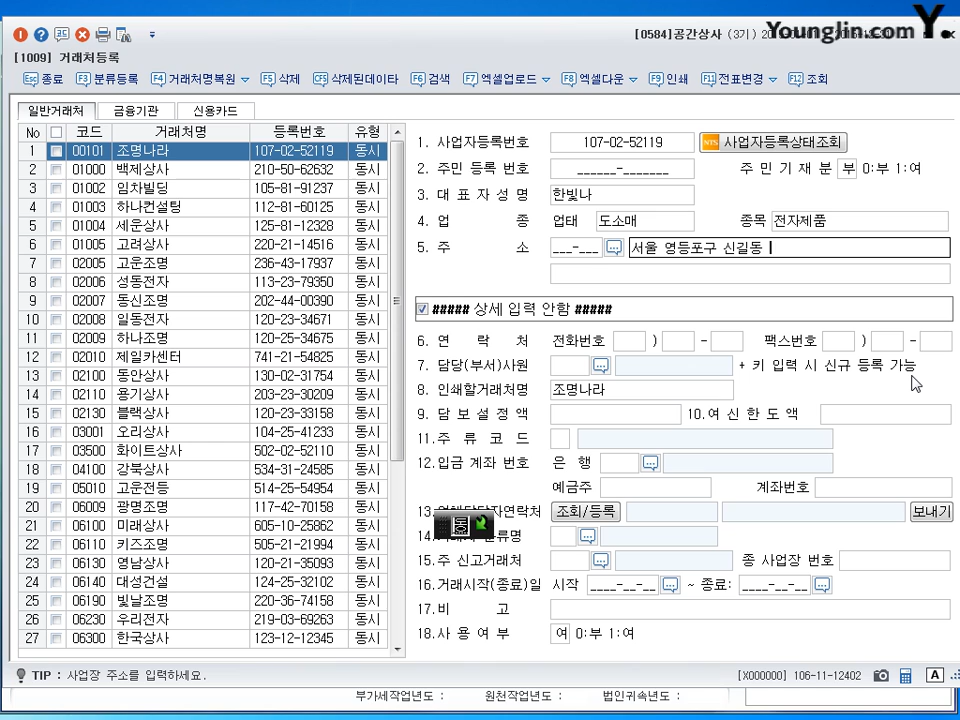 Younglin.com Y.
[0584]공간상사 (3기)
[1009] 거래처등록
Esc 종료 F3 분류등록 F4 거래처명복원 F5 삭제 CF5 삭제된데이타 F6 검색 F7 엑셀업로드 F8 엑셀다운 F9 인쇄 F11 전표변경 F12 조회
일반거래처 금융기관 신용카드
No 코드 거래처명 등록번호 유형
1 00101 조명나라 107-02-52119 동시
2 01000 백제상사 210-50-62632 동시
3 01002 임차빌딩 105-81-91237 동시
4 01003 하나컨설팅 112-81-60125 동시
5 01004 세운상사 125-81-12328 동시
6 01005 고려상사 220-21-14516 동시
7 02005 고운조명 236-43-17937 동시
8 02006 성동전자 113-23-79350 동시
9 02007 동신조명 202-44-00390 동시
10 02008 일동전자 120-23-34671 동시
11 02009 하나조명 120-25-34675 동시
12 02010 제일카센터 741-21-54825 동시
13 02100 동안상사 130-02-31754 동시
14 02110 용기상사 203-23-30209 동시
15 02130 블랙상사 120-23-33158 동시
16 03001 오리상사 104-25-41233 동시
17 03500 화이트상사 502-02-52110 동시
18 04100 강북상사 534-31-24585 동시
19 05010 고운전등 514-25-54954 동시
20 06009 광명조명 117-42-70158 동시
21 06100 미래상사 605-10-25862 동시
22 06110 키즈조명 505-21-21994 동시
23 06130 영남상사 120-21-35093 동시
24 06140 대성건설 124-25-32102 동시
25 06190 빛날조명 220-36-74158 동시
26 06230 우리전자 219-03-69263 동시
27 06300 한국상사 123-12-12345 동시
1. 사업자등록번호 107-02-52119 NTS 사업자등록상태조회
2. 주민 등록 번호 ______-_______ 주 민 기 재 분 부 0:부 1:여
3. 대 표 자 성 명 한빛나
4. 업 종 업태 도소매 종목 전자제품
5. 주 소 ___-___ 서울 영등포구 신길동
##### 상세 입력 안함 #####
6. 연 락 처 전화번호 ) - 팩스번호 ) -
7. 담당(부서)사원 + 키 입력 시 신규 등록 가능
8. 인쇄할거래처명 조명나라
9. 담 보 설 정 액 10.여 신 한 도 액
11.주 류 코 드
12.입금 계좌 번호 은 행
예금주 계좌번호
13. 자연락처 조회/등록 보내기
14. 분류명
15. 주 신고거래처 종 사업장 번호
16.거래시작(종료)일 시작 ____-__-__ ~ 종료: ____-__-__
17.비 고
18.사 용 여 부 여 0:부 1:여
TIP : 사업장 주소를 입력하세요. [X000000] 106-11-12402 A
부가세작업년도 : 원천작업년도 : 법인귀속년도 :